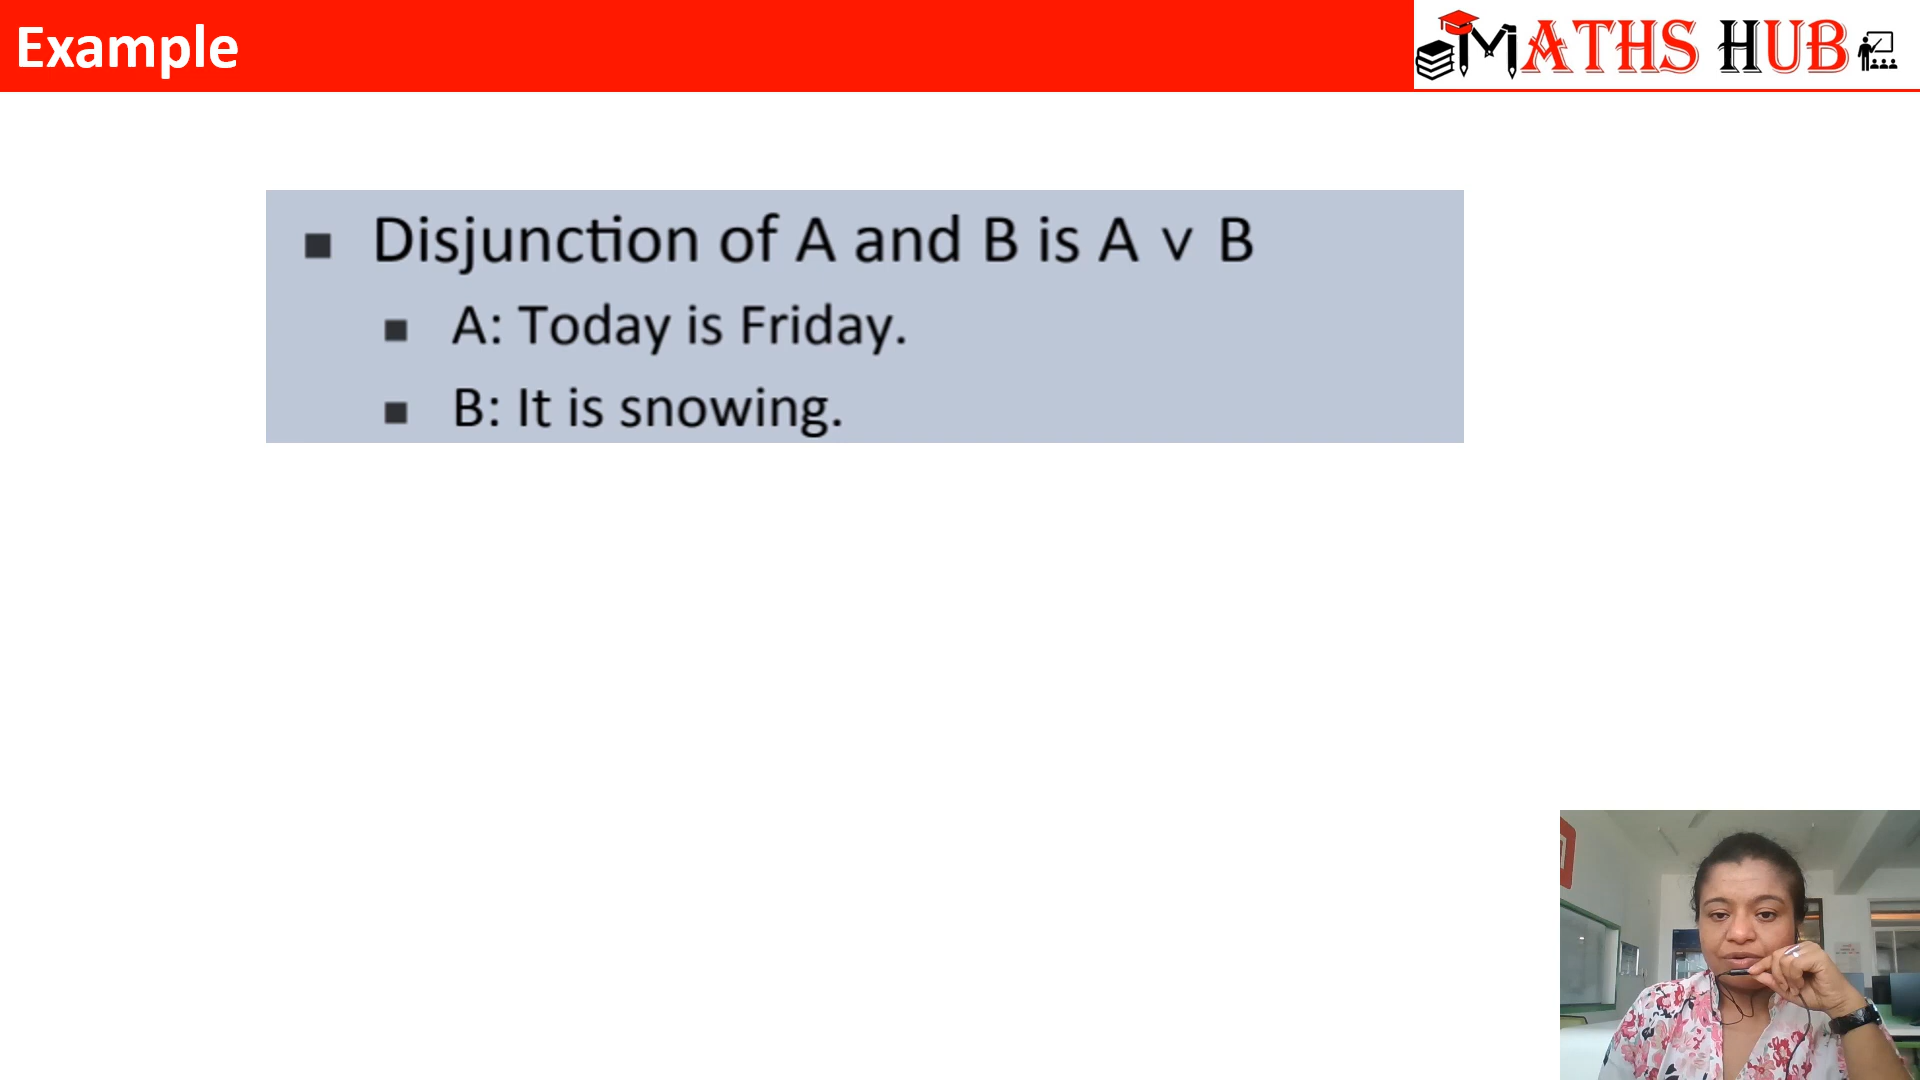 Example
MATHS HUB
Disjunction of A and B is A v B
A: Today is Friday.
B: It is snowing.